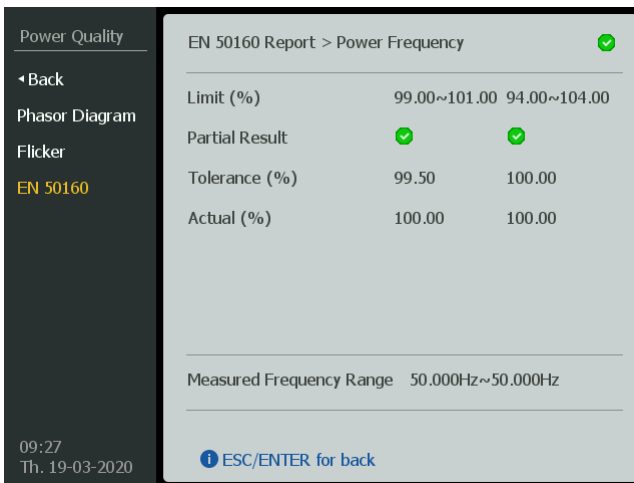 Power Quality
Back
Phasor Diagram
Flicker
EN 50160
09:27
Th. 19-03-2020
EN 50160 Report > Power Frequency
Limit (%) 99.00~101.00 94.00~104.00
Partial Result
Tolerance (%) 99.50 100.00
Actual (%) 100.00 100.00
Measured Frequency Range 50.000Hz~50.000Hz
ESC/ENTER for back